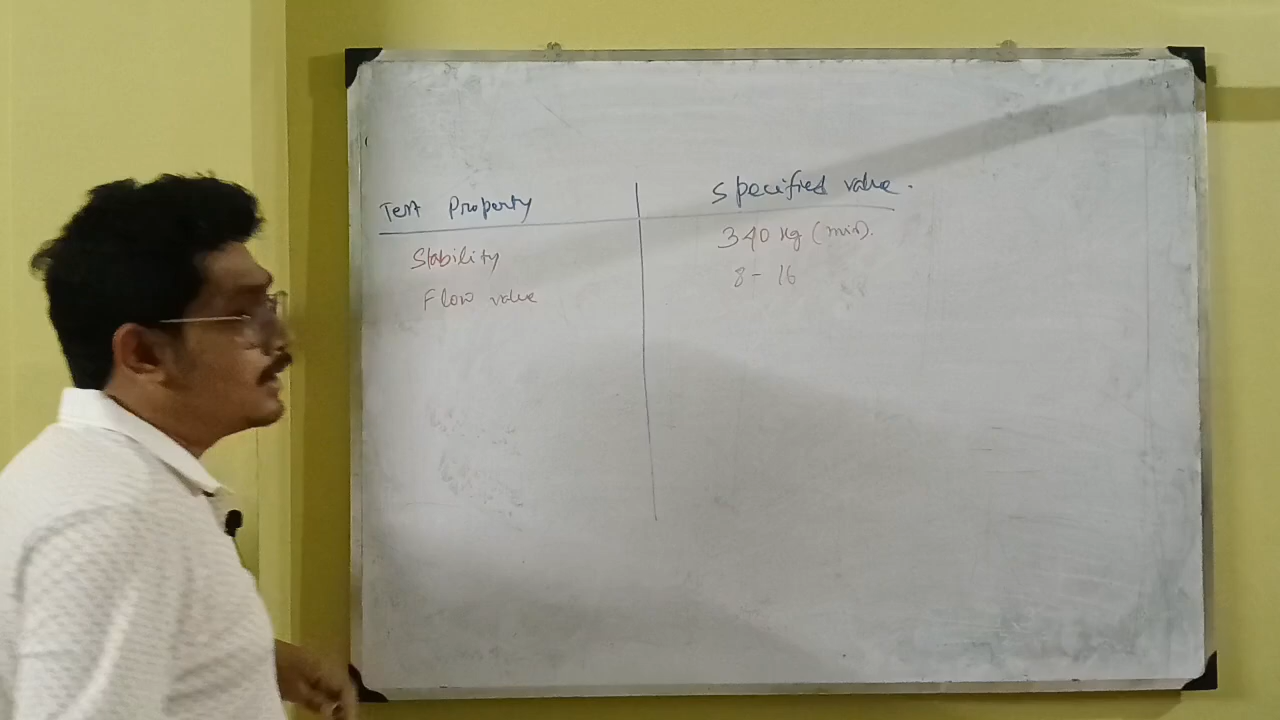 Test Property specified value.
Stability 340 kg (min).
Flow value 8-16